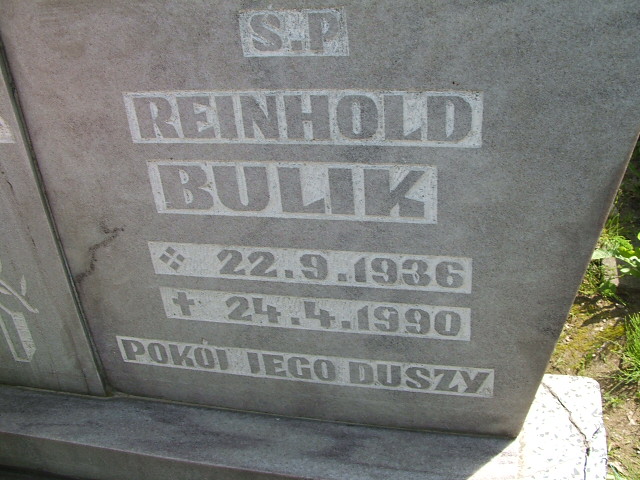 S.P
REINHOLD
BULIK
22.9.1936
24.4.1990
POKÓJ JEGO DUSZY